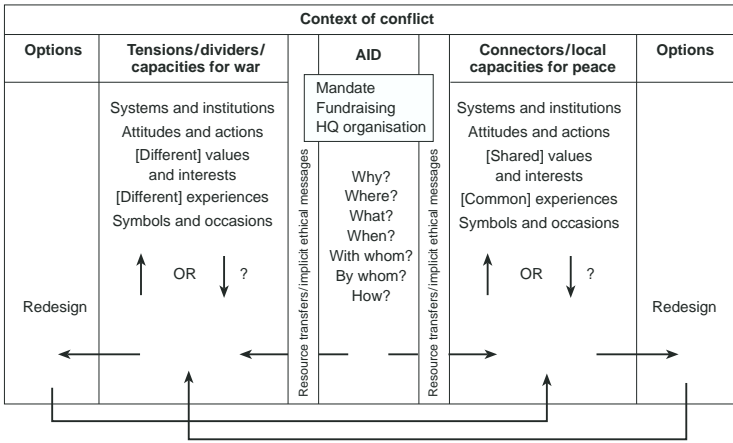 Context of conflict
Options
Tensions/dividers/
capacities for war
AID
Connectors/local
capacities for peace
Options
Mandate
Fundraising
HQ organisation
Systems and institutions
Attitudes and actions
[Different] values
and interests
[Different] experiences
Symbols and occasions
OR
?
Redesign
Resource transfers/implicit ethical messages
Why?
Where?
What?
When?
With whom?
By whom?
How?
Resource transfers/implicit ethical messages
Systems and institutions
Attitudes and actions
[Shared] values
and interests
[Common] experiences
Symbols and occasions
OR
?
Redesign